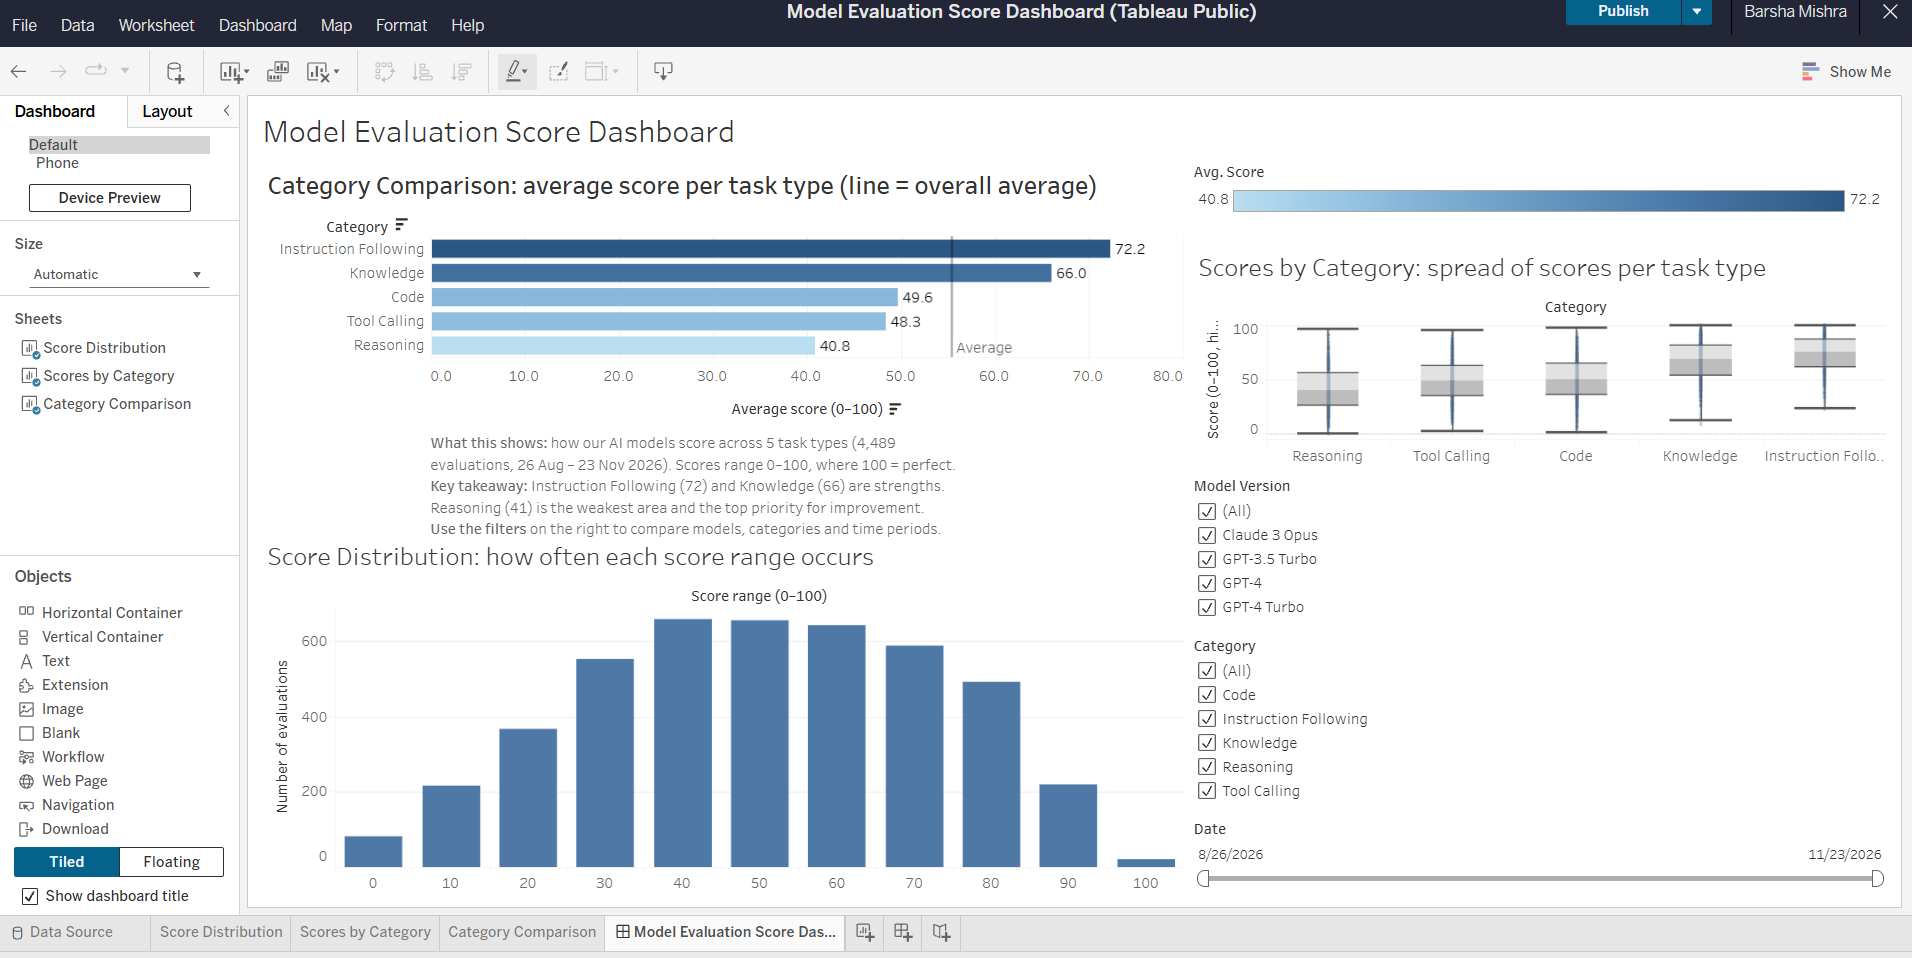 Model Evaluation Score Dashboard (Tableau Public)
File Data Worksheet Dashboard Map Format Help
Publish
Barsha Mishra
Show Me
Dashboard
Layout
Default
Phone
Device Preview
Size
Automatic
Sheets
Score Distribution
Scores by Category
Category Comparison
Objects
Horizontal Container
Vertical Container
Text
Extension
Image
Blank
Workflow
Web Page
Navigation
Download
Tiled
Floating
Show dashboard title
Model Evaluation Score Dashboard
Category Comparison: average score per task type (line = overall average)
Category
Instruction Following 72.2
Knowledge 66.0
Code 49.6
Tool Calling 48.3
Reasoning 40.8
Average
0.0 10.0 20.0 30.0 40.0 50.0 60.0 70.0 80.0
Average score (0–100)
What this shows: how our AI models score across 5 task types (4,489
evaluations, 26 Aug – 23 Nov 2026). Scores range 0–100, where 100 = perfect.
Key takeaway: Instruction Following (72) and Knowledge (66) are strengths.
Reasoning (41) is the weakest area and the top priority for improvement.
Use the filters on the right to compare models, categories and time periods.
Score Distribution: how often each score range occurs
Score range (0–100)
Number of evaluations
600
400
200
0
0 10 20 30 40 50 60 70 80 90 100
Avg. Score
40.8 72.2
Scores by Category: spread of scores per task type
Category
Score (0–100, hi...
100
50
0
Reasoning Tool Calling Code Knowledge Instruction Follo..
Model Version
(All)
Claude 3 Opus
GPT-3.5 Turbo
GPT-4
GPT-4 Turbo
Category
(All)
Code
Instruction Following
Knowledge
Reasoning
Tool Calling
Date
8/26/2026 11/23/2026
Data Source
Score Distribution
Scores by Category
Category Comparison
Model Evaluation Score Das...